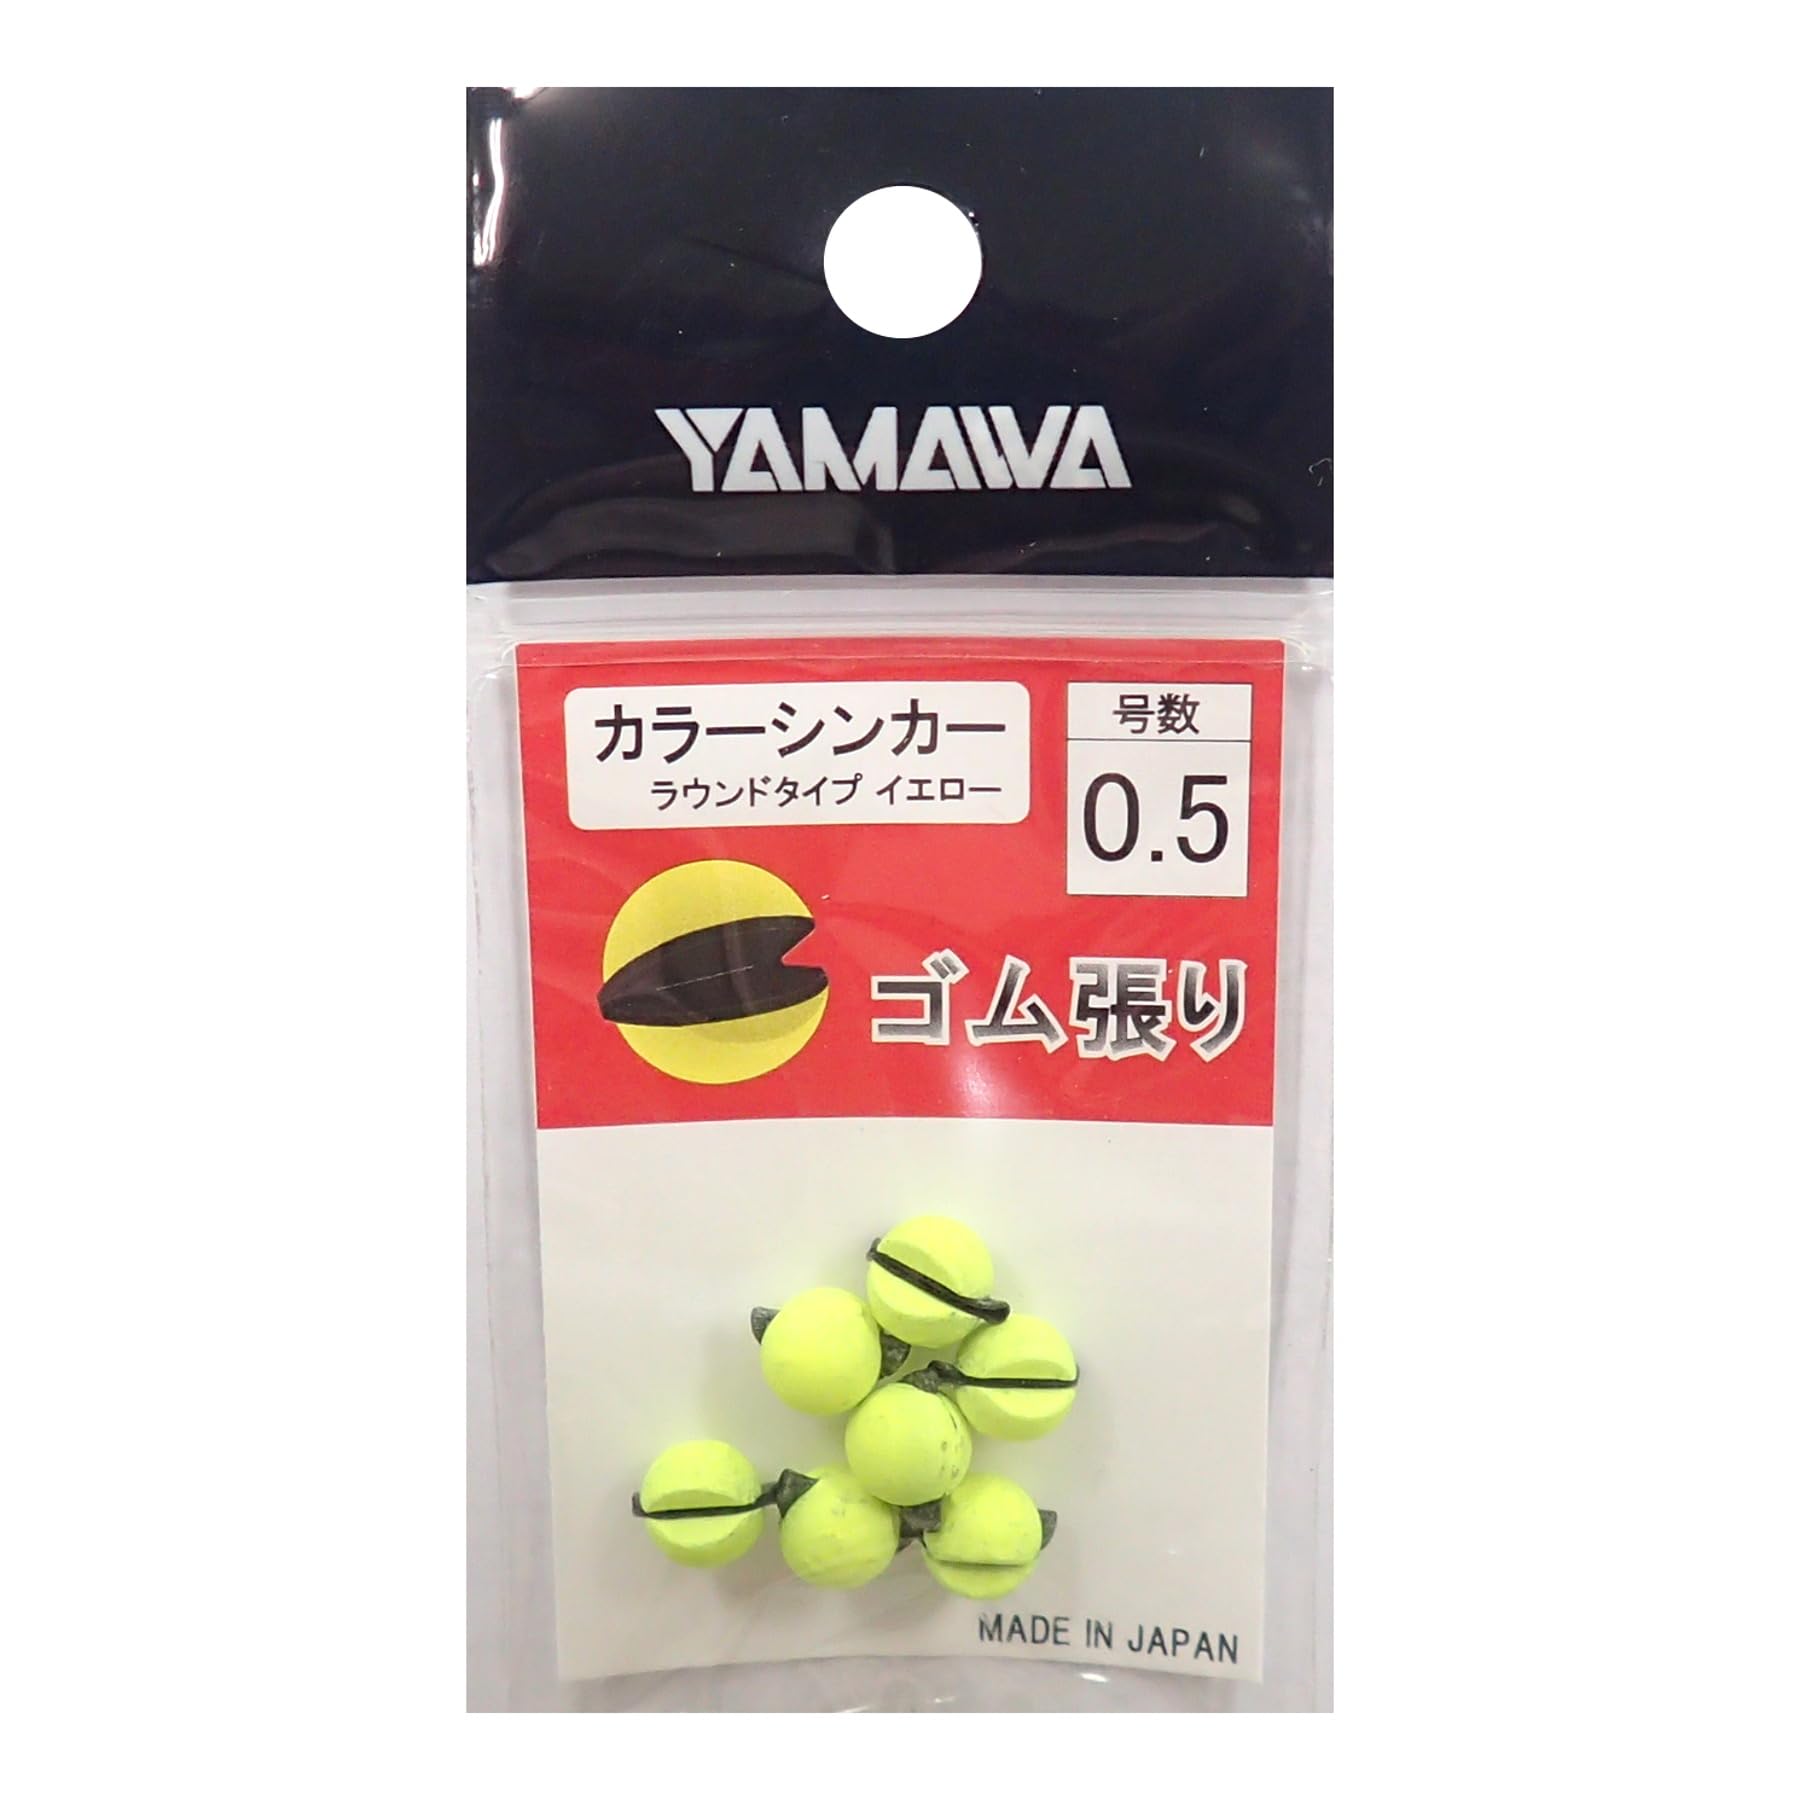 YAMAWA
カラーシンカー
ラウンドタイプ イエロー
号数
0.5
ゴム張り
MADE IN JAPAN